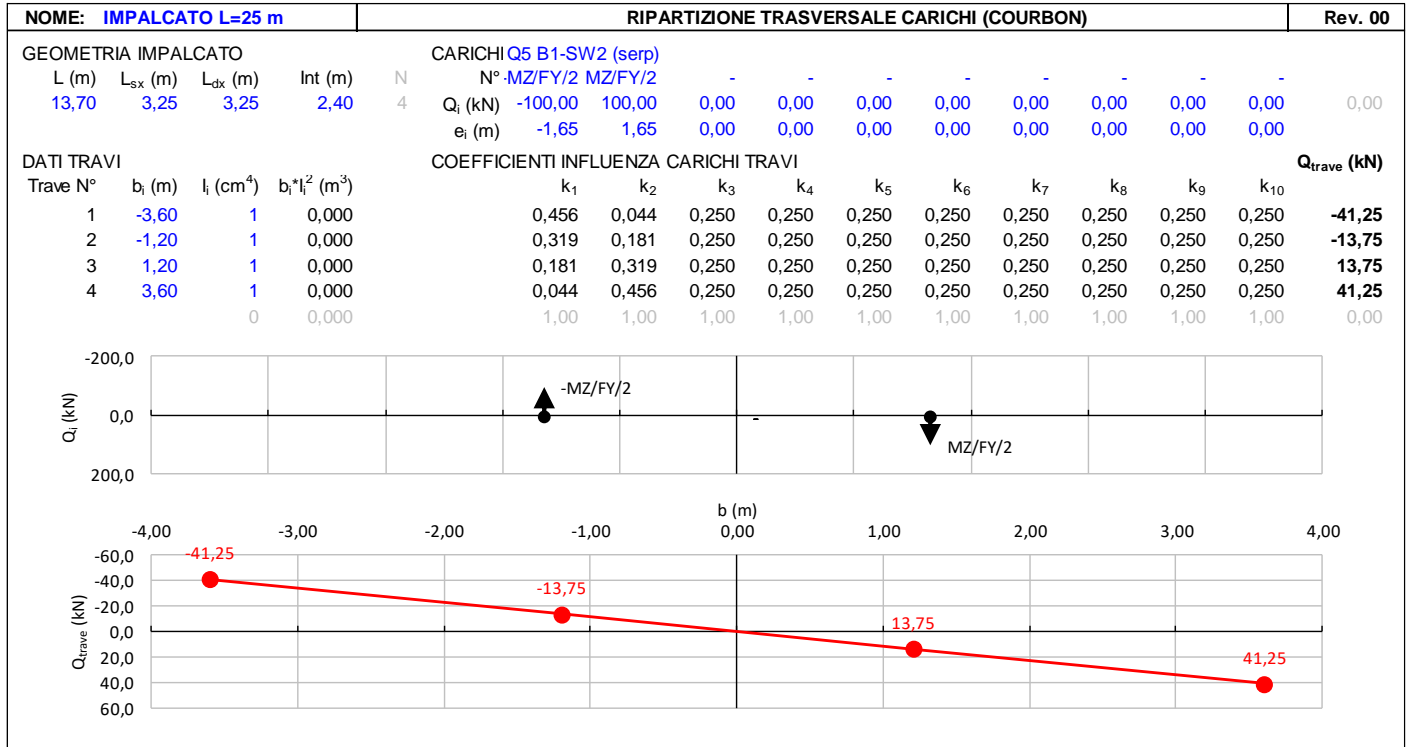 NOME: IMPALCATO L=25 m RIPARTIZIONE TRASVERSALE CARICHI (COURBON) Rev. 00
GEOMETRIA IMPALCATO CARICHI Q5 B1-SW2 (serp)
L (m) Lsx (m) Ldx (m) Int (m) N N° -MZ/FY/2 MZ/FY/2 - - - - - - - -
13,70 3,25 3,25 2,40 4 Qi (kN) -100,00 100,00 0,00 0,00 0,00 0,00 0,00 0,00 0,00 0,00 0,00
ei (m) -1,65 1,65 0,00 0,00 0,00 0,00 0,00 0,00 0,00 0,00
DATI TRAVI COEFFICIENTI INFLUENZA CARICHI TRAVI Qtrave (kN)
Trave N° bi (m) Ii (cm4) bi*Ii2 (m3) k1 k2 k3 k4 k5 k6 k7 k8 k9 k10
1 -3,60 1 0,000 0,456 0,044 0,250 0,250 0,250 0,250 0,250 0,250 0,250 0,250 -41,25
2 -1,20 1 0,000 0,319 0,181 0,250 0,250 0,250 0,250 0,250 0,250 0,250 0,250 -13,75
3 1,20 1 0,000 0,181 0,319 0,250 0,250 0,250 0,250 0,250 0,250 0,250 0,250 13,75
4 3,60 1 0,000 0,044 0,456 0,250 0,250 0,250 0,250 0,250 0,250 0,250 0,250 41,25
0 0,000 1,00 1,00 1,00 1,00 1,00 1,00 1,00 1,00 1,00 1,00 0,00
-200,0
-MZ/FY/2
0,0
-
Qi (kN)
MZ/FY/2
200,0
b (m)
-4,00 -3,00 -2,00 -1,00 0,00 1,00 2,00 3,00 4,00
-60,0
-41,25
-40,0
-13,75
-20,0
0,0
13,75
Qtrave (kN)
20,0
41,25
40,0
60,0